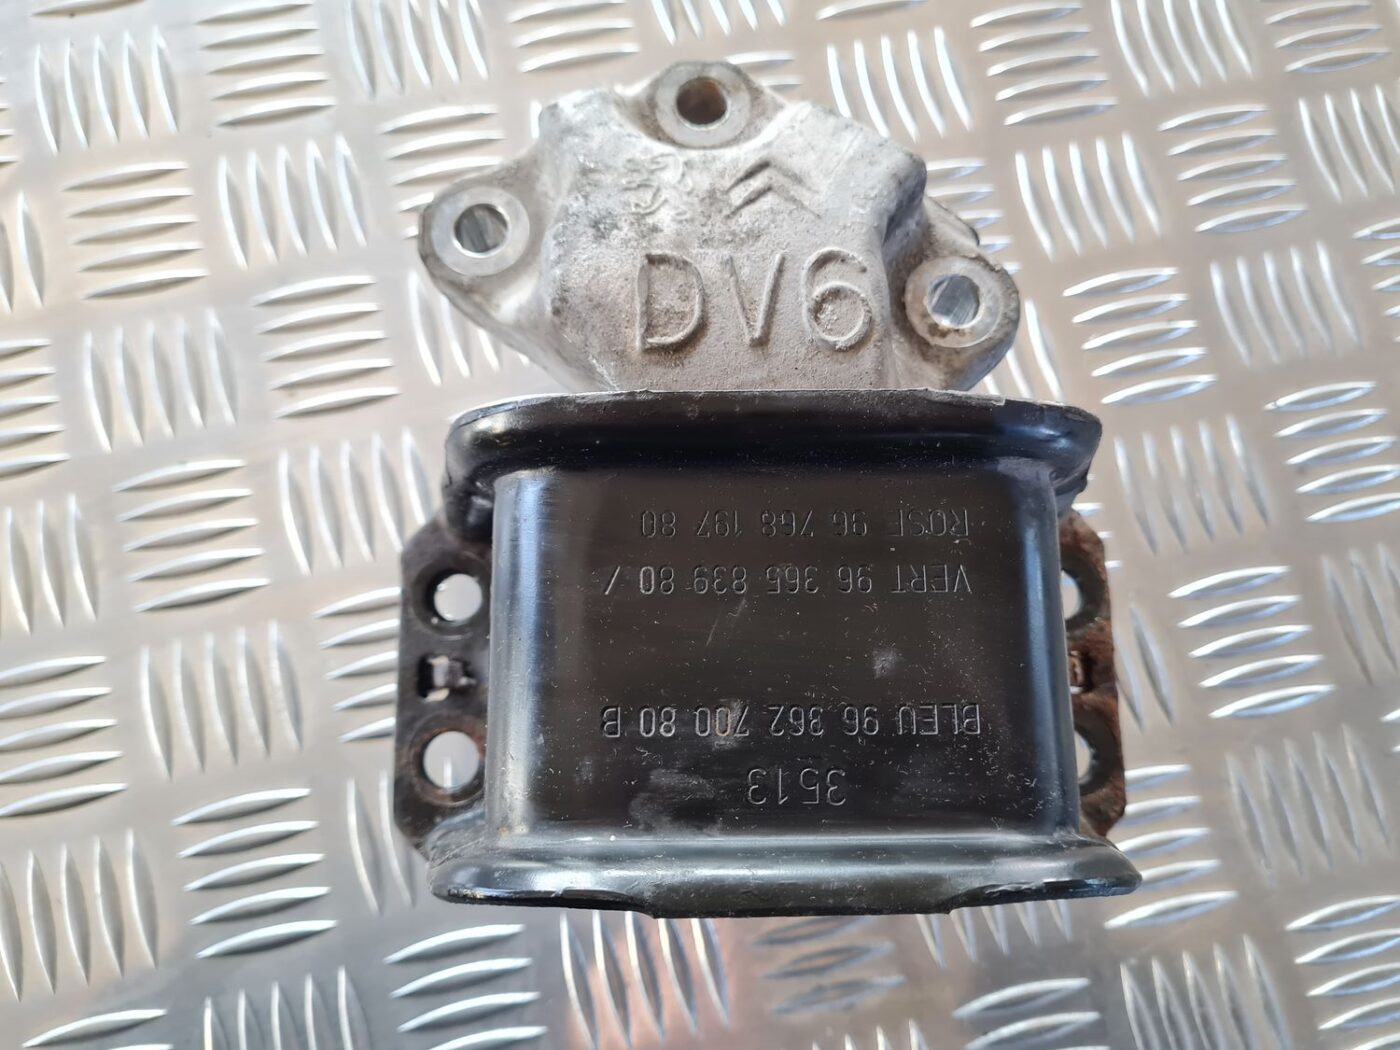 DV6
3513
BLEU 96 362 700 80 B
VERT 96 365 839 80 /
ROSE 96 768 197 80